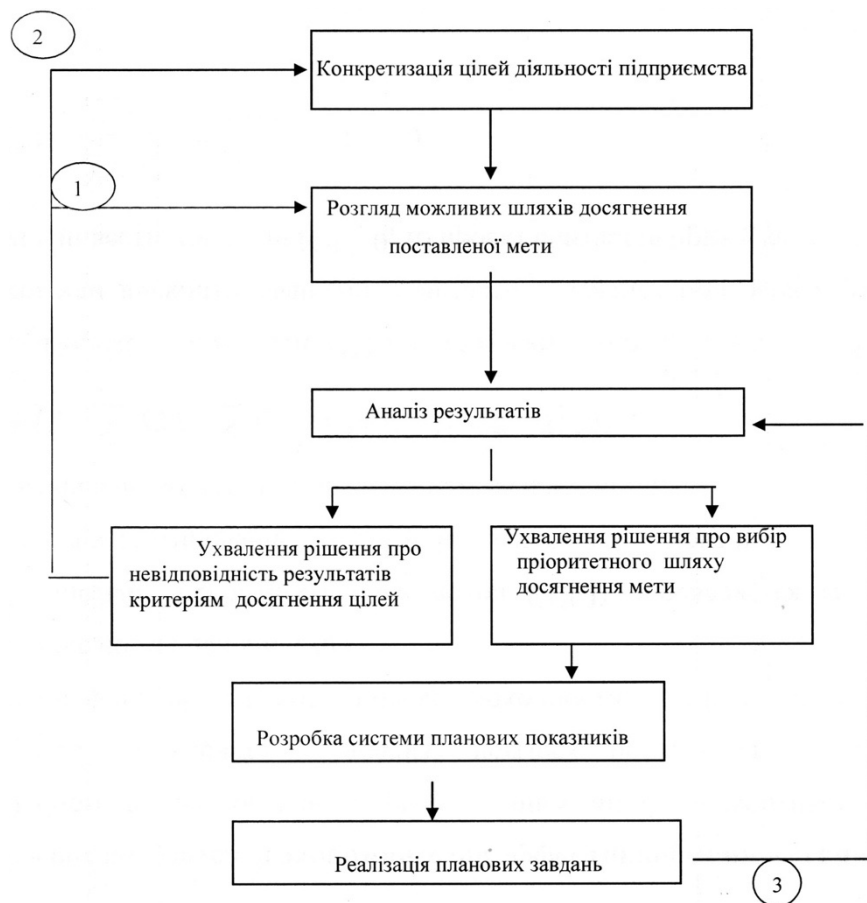 2
Конкретизація цілей діяльності підприємства
1
Розгляд можливих шляхів досягнення
поставленої мети
Аналіз результатів
Ухвалення рішення про
невідповідність результатів
критеріям досягнення цілей
Ухвалення рішення про вибір
пріоритетного шляху
досягнення мети
Розробка системи планових показників
Реалізація планових завдань
3